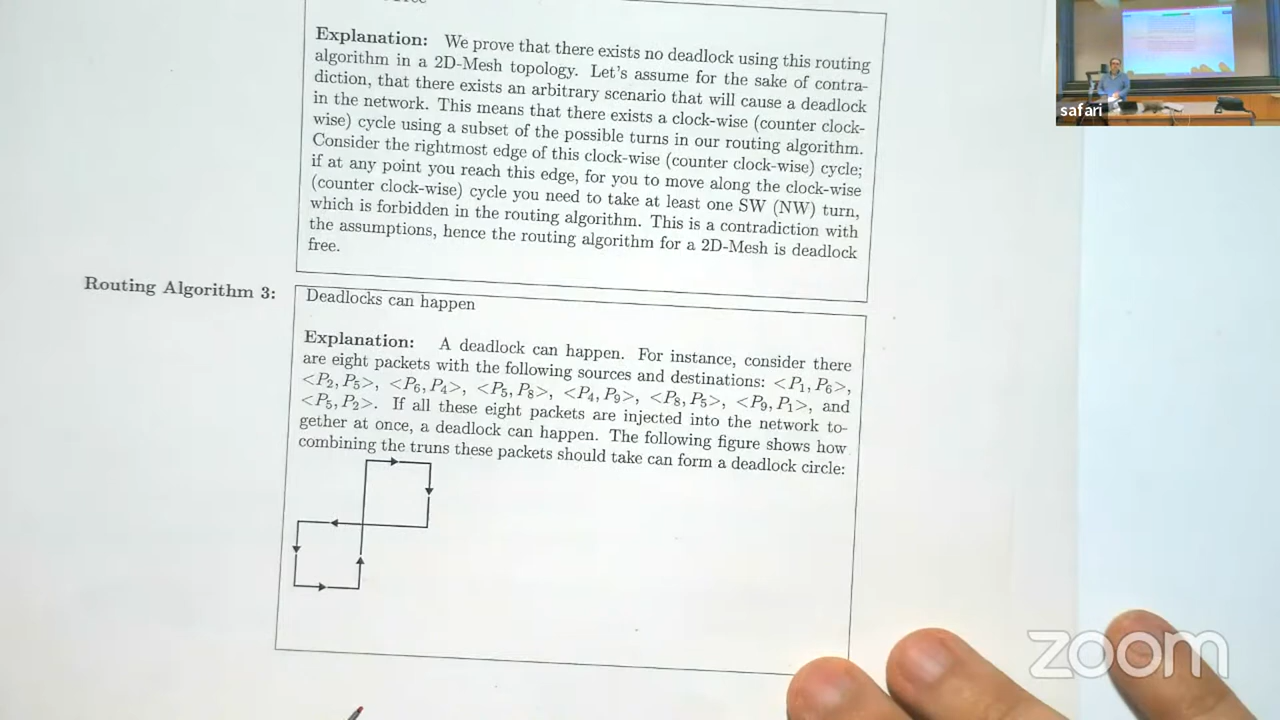 Explanation: We prove that there exists no deadlock using this routing
algorithm in a 2D-Mesh topology. Let's assume for the sake of contra-
diction, that there exists an arbitrary scenario that will cause a deadlock
in the network. This means that there exists a clock-wise (counter clock-
wise) cycle using a subset of the possible turns in our routing algorithm.
Consider the rightmost edge of this clock-wise (counter clock-wise) cycle;
if at any point you reach this edge, for you to move along the clock-wise
(counter clock-wise) cycle you need to take at least one SW (NW) turn,
which is forbidden in the routing algorithm. This is a contradiction with
the assumptions, hence the routing algorithm for a 2D-Mesh is deadlock
free.
Routing Algorithm 3:
Deadlocks can happen
Explanation: A deadlock can happen. For instance, consider there
are eight packets with the following sources and destinations: <P1, P6>,
<P2, P5>, <P6, P4>, <P5, P8>, <P4, P9>, <P8, P5>, <P9, P1>, and
<P5, P2>. If all these eight packets are injected into the network to-
gether at once, a deadlock can happen. The following figure shows how
combining the truns these packets should take can form a deadlock circle:
safari
zoom